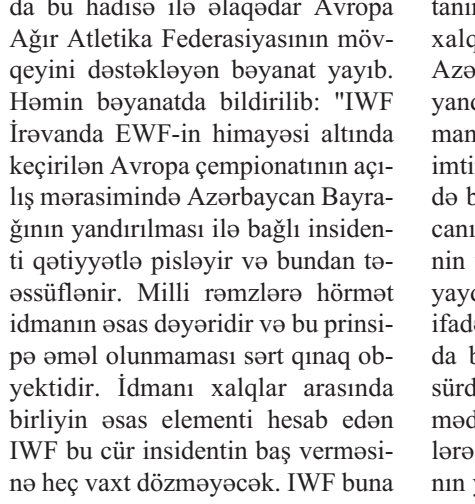 da bu hadisə ilə əlaqədar Avropa
Ağır Atletika Federasiyasının möv-
qeyini dəstəkləyən bəyanat yayıb.
Həmin bəyanatda bildirilib: "IWF
İrəvanda EWF-in himayəsi altında
keçirilən Avropa çempionatının açı-
lış mərasimində Azərbaycan Bayra-
ğının yandırılması ilə bağlı insiden-
ti qətiyyətlə pisləyir və bundan tə-
əssüflənir. Milli rəmzlərə hörmət
idmanın əsas dəyəridir və bu prinsi-
pə əməl olunmaması sərt qınaq ob-
yektidir. İdmanı xalqlar arasında
birliyin əsas elementi hesab edən
IWF bu cür insidentin baş verməsi-
nə heç vaxt dözməyəcək. IWF buna